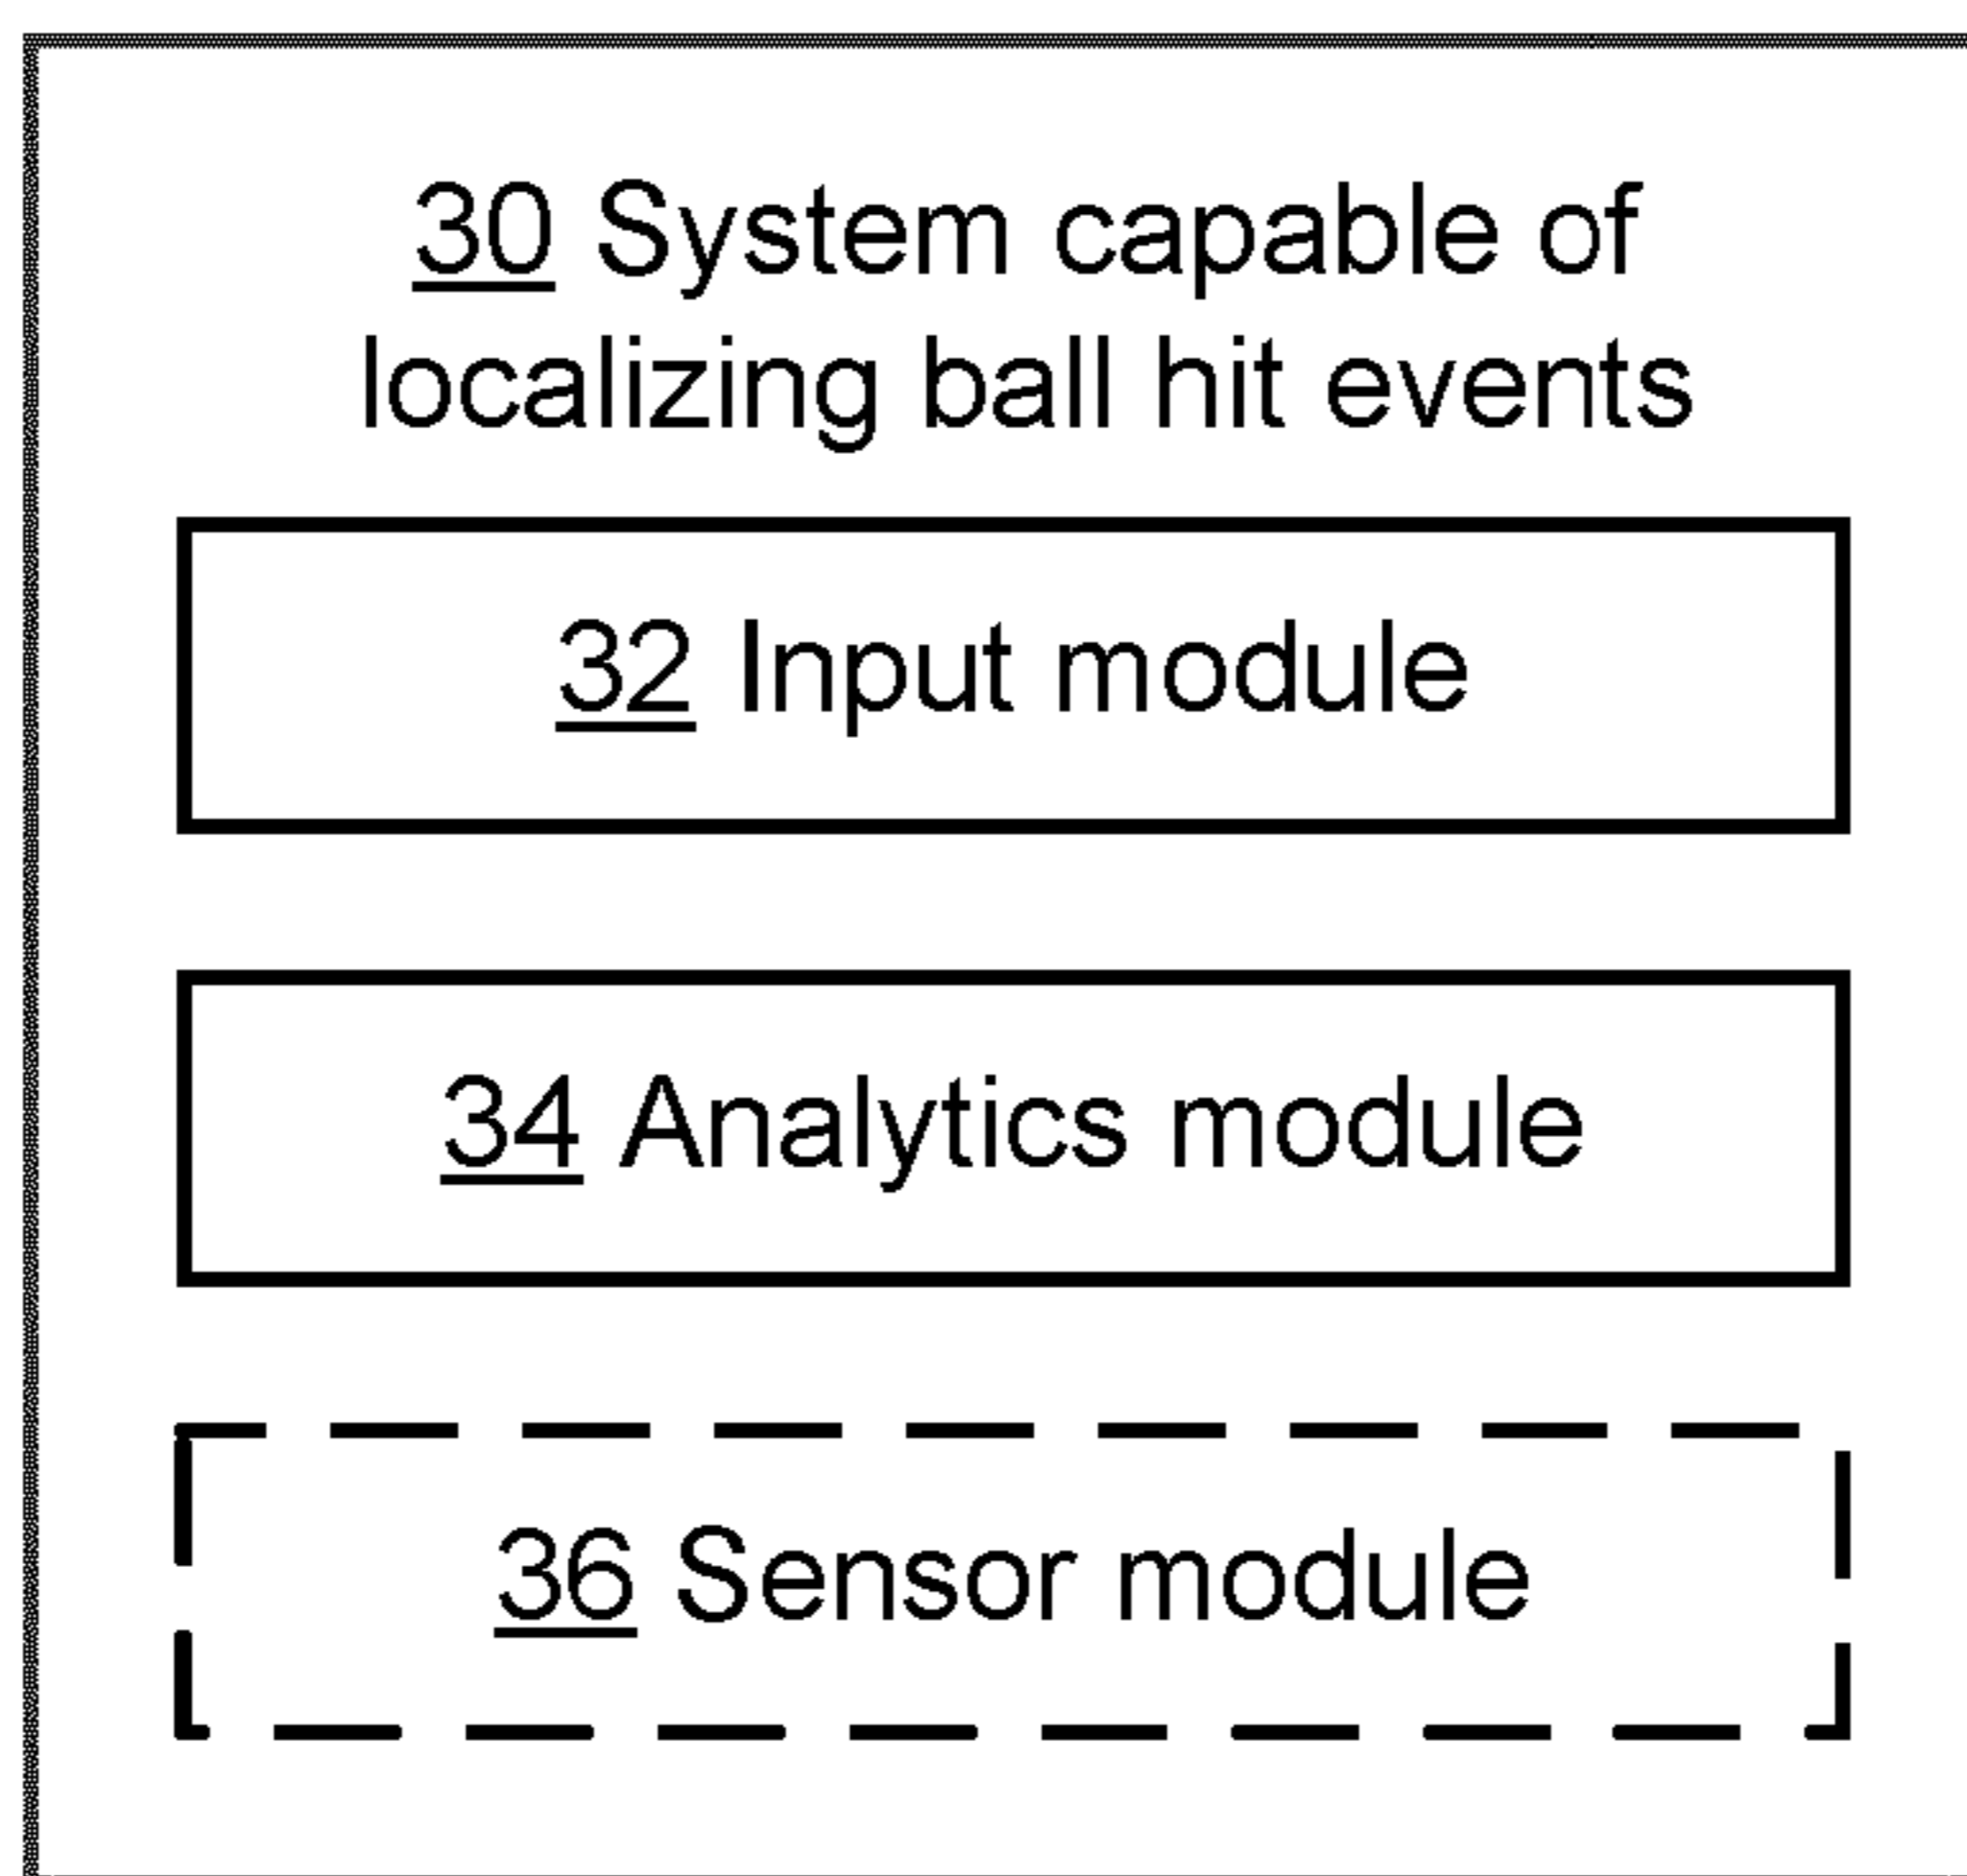 30 System capable of
localizing ball hit events
32 Input module
34 Analytics module
36 Sensor module